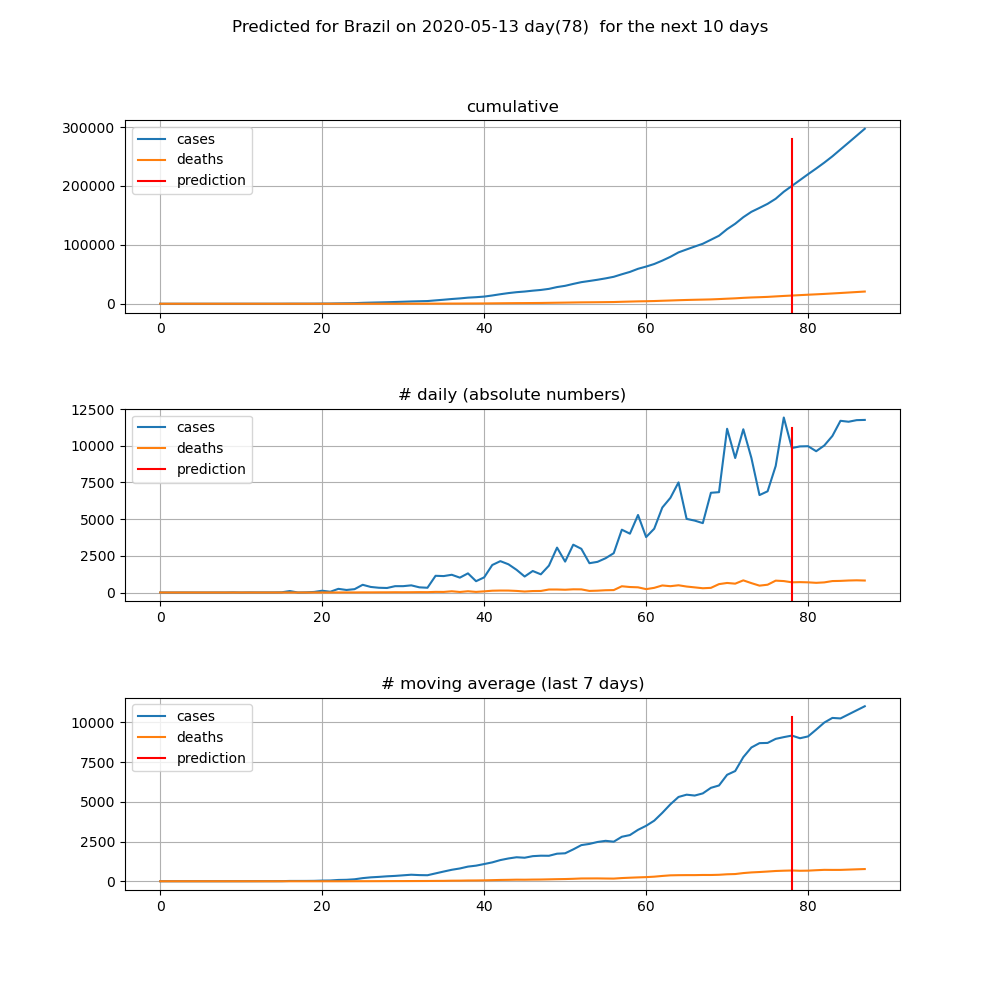 Predicted for Brazil on 2020-05-13 day(78)  for the next 10 days
cumulative
300000
200000
100000
0
cases
deaths
prediction
0 20 40 60 80
# daily (absolute numbers)
12500
10000
7500
5000
2500
0
cases
deaths
prediction
0 20 40 60 80
# moving average (last 7 days)
10000
7500
5000
2500
0
cases
deaths
prediction
0 20 40 60 80